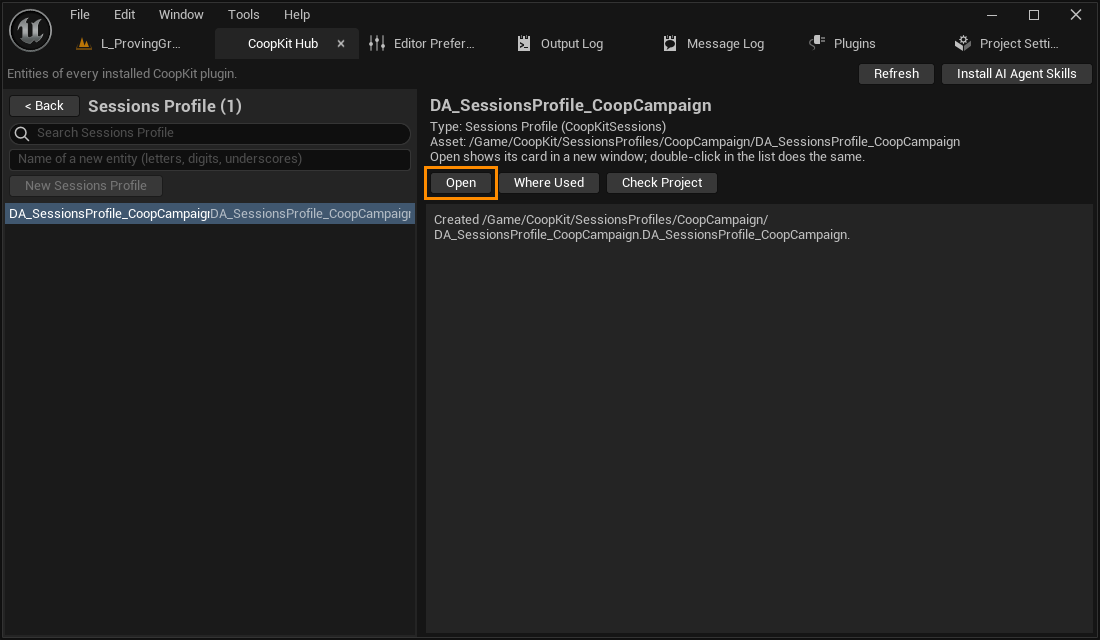 File Edit Window Tools Help
L_ProvingGr... CoopKit Hub Editor Prefer... Output Log Message Log Plugins Project Setti...
Entities of every installed CoopKit plugin.
Refresh Install AI Agent Skills
< Back Sessions Profile (1)
Search Sessions Profile
Name of a new entity (letters, digits, underscores)
New Sessions Profile
DA_SessionsProfile_CoopCampaign DA_SessionsProfile_CoopCampaign
DA_SessionsProfile_CoopCampaign
Type: Sessions Profile (CoopKitSessions)
Asset: /Game/CoopKit/SessionsProfiles/CoopCampaign/DA_SessionsProfile_CoopCampaign
Open shows its card in a new window; double-click in the list does the same.
Open Where Used Check Project
Created /Game/CoopKit/SessionsProfiles/CoopCampaign/
DA_SessionsProfile_CoopCampaign.DA_SessionsProfile_CoopCampaign.